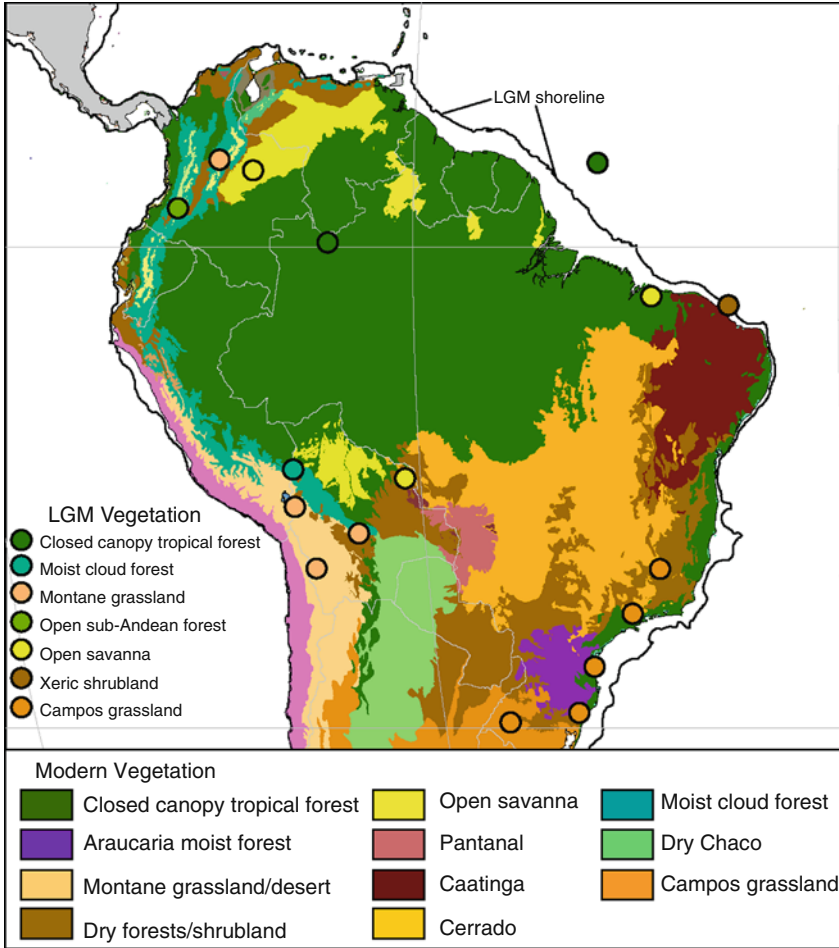 LGM shoreline
LGM Vegetation
Closed canopy tropical forest
Moist cloud forest
Montane grassland
Open sub-Andean forest
Open savanna
Xeric shrubland
Campos grassland
Modern Vegetation
Closed canopy tropical forest
Araucaria moist forest
Montane grassland/desert
Dry forests/shrubland
Open savanna
Pantanal
Caatinga
Cerrado
Moist cloud forest
Dry Chaco
Campos grassland